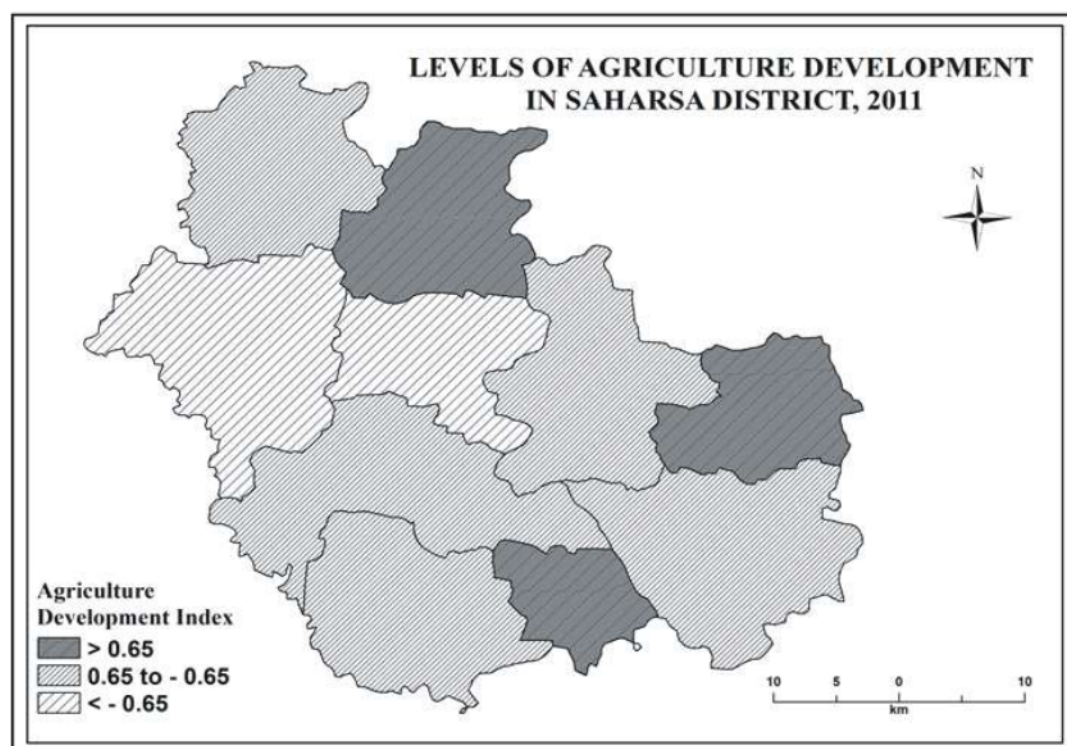 LEVELS OF AGRICULTURE DEVELOPMENT
IN SAHARSA DISTRICT, 2011
N
Agriculture
Development Index
> 0.65
0.65 to - 0.65
< - 0.65
10 5 0 10
km